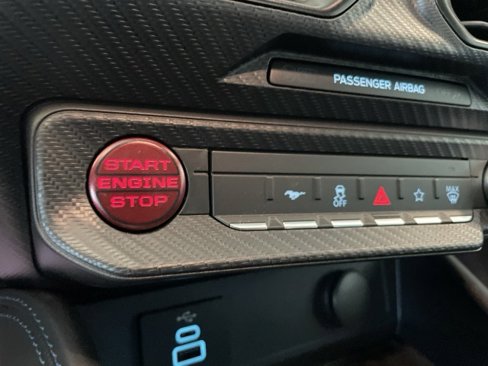 PASSENGER AIRBAG
START
ENGINE
STOP
OFF
MAX